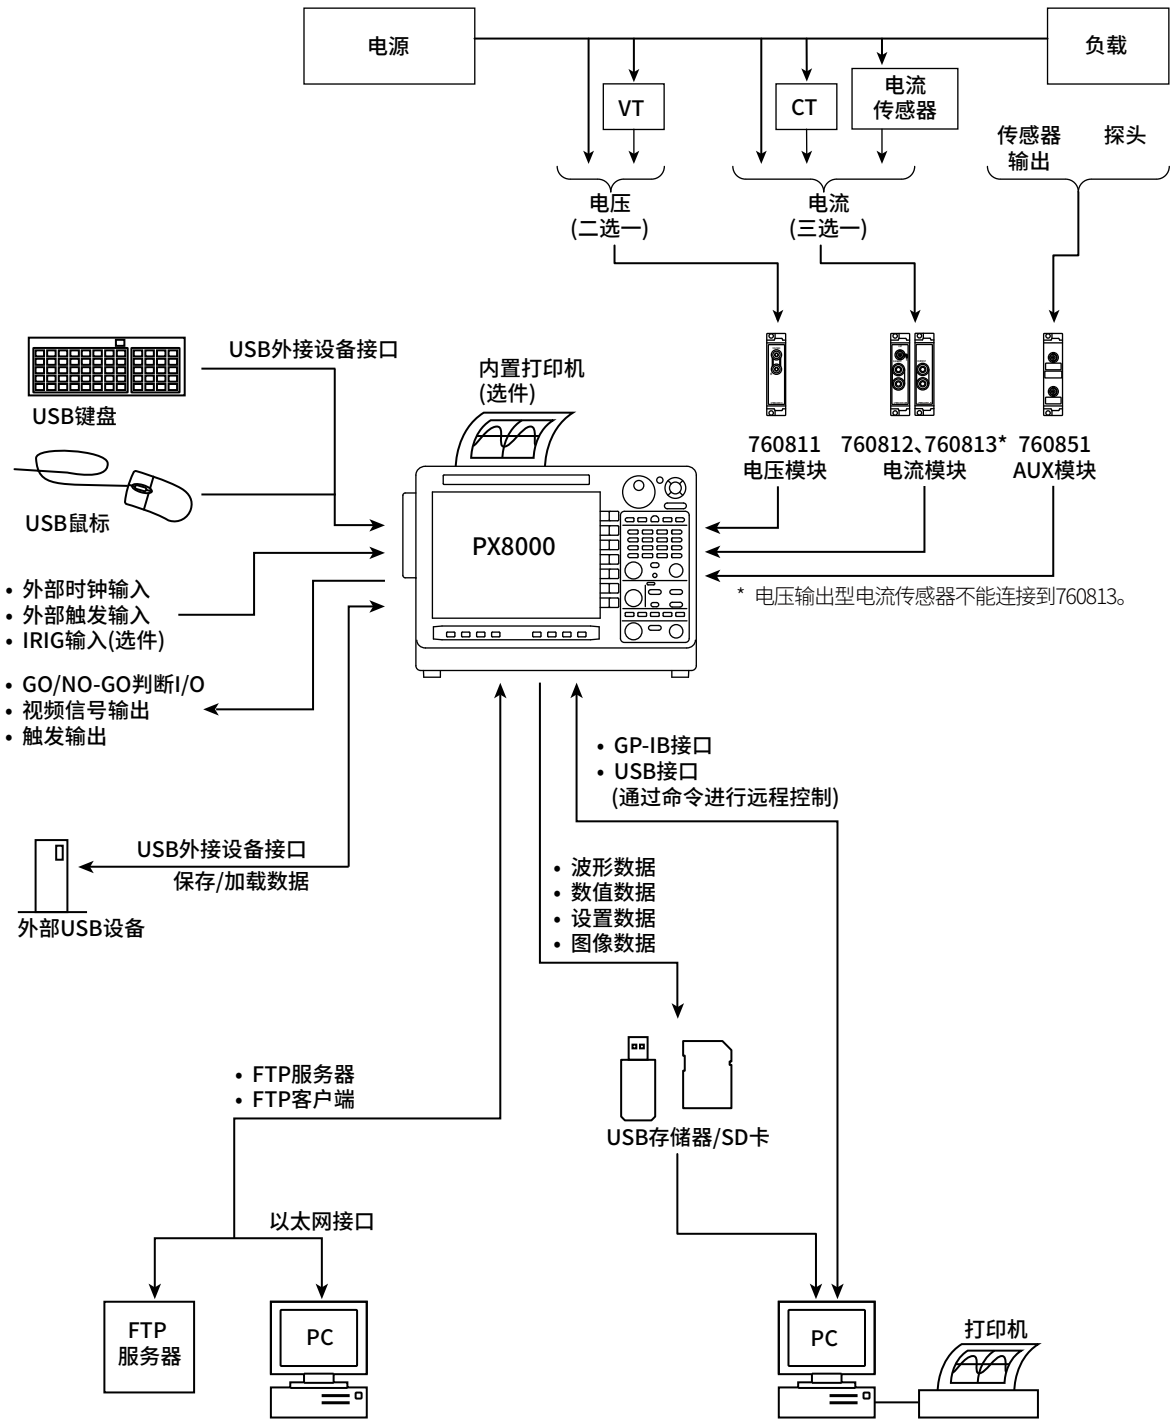 电源
负载
VT
CT
电流
传感器
传感器
输出
探头
电压
(二选一)
电流
(三选一)
USB外接设备接口
USB键盘
USB鼠标
内置打印机
(选件)
760811
电压模块
760812、760813*
电流模块
760851
AUX模块
PX8000
* 电压输出型电流传感器不能连接到760813。
• 外部时钟输入
• 外部触发输入
• IRIG输入(选件)
• GO/NO-GO判断I/O
• 视频信号输出
• 触发输出
• GP-IB接口
• USB接口
(通过命令进行远程控制)
USB外接设备接口
保存/加载数据
外部USB设备
• 波形数据
• 数值数据
• 设置数据
• 图像数据
• FTP服务器
• FTP客户端
USB存储器/SD卡
以太网接口
FTP
服务器
PC
PC
打印机